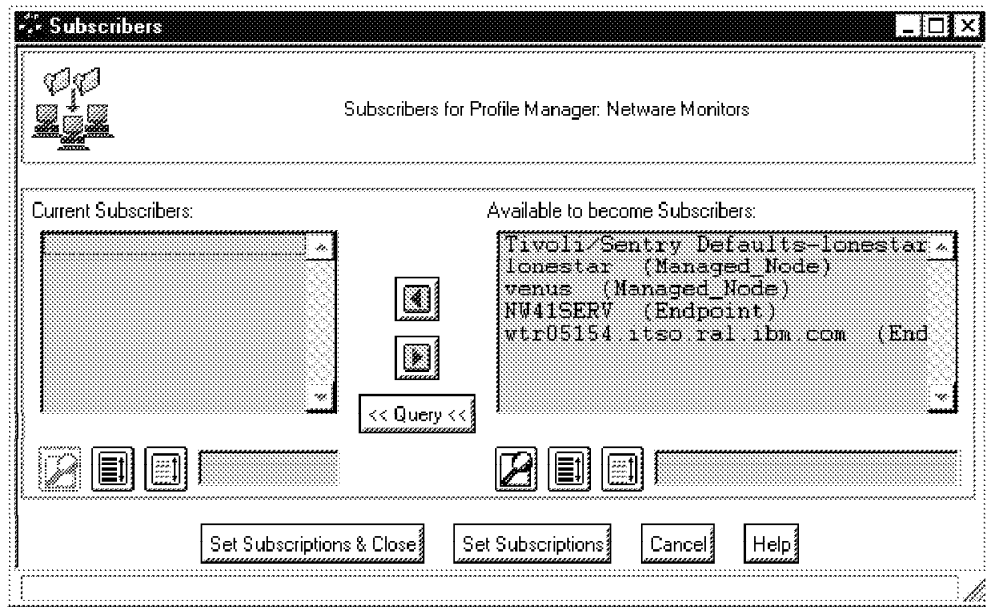 Subscribers
Subscribers for Profile Manager: Netware Monitors
Current Subscribers:
Available to become Subscribers:
Tivoli/Sentry Defaults-lonestar
lonestar (Managed_Node)
venus (Managed_Node)
NW41SERV (Endpoint)
wtr05154.itso.ral.ibm.com (End
<< Query <<
Set Subscriptions & Close
Set Subscriptions
Cancel
Help